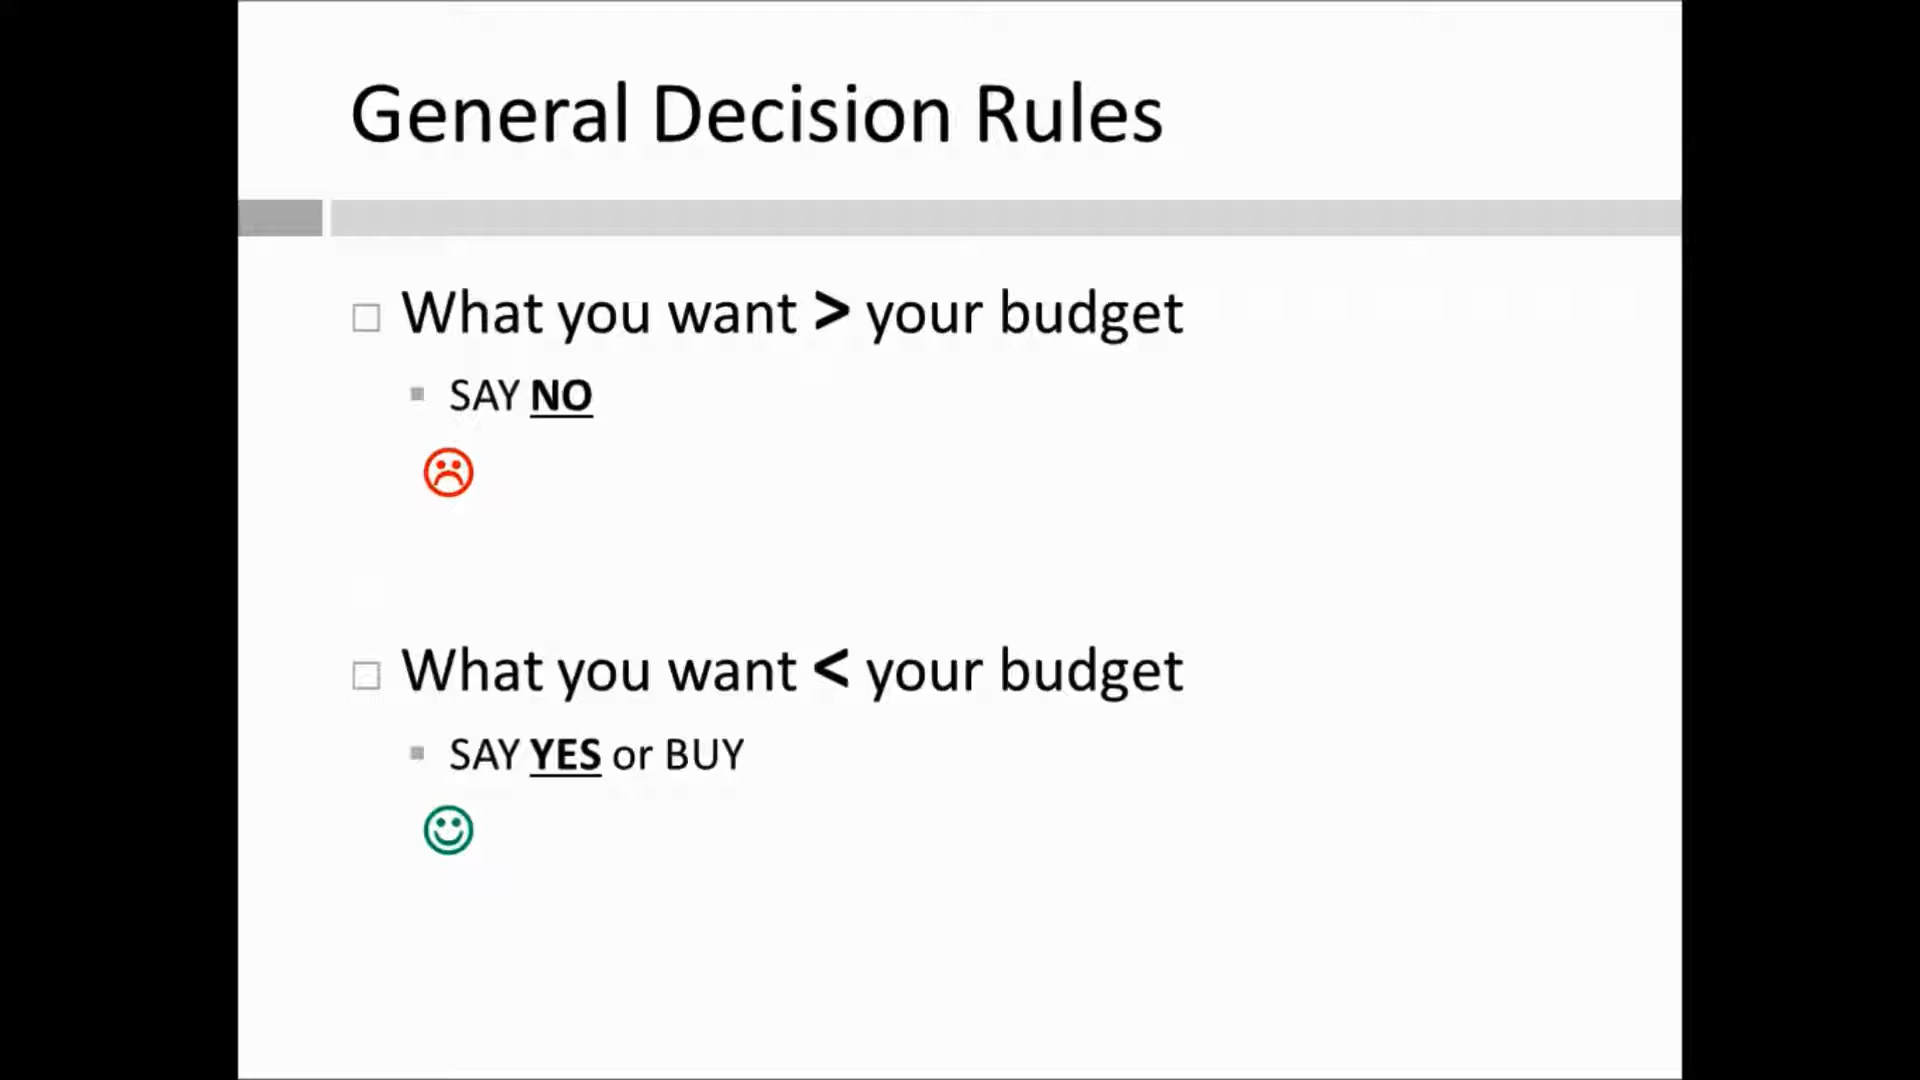 General Decision Rules
What you want > your budget
SAY NO
What you want < your budget
SAY YES or BUY